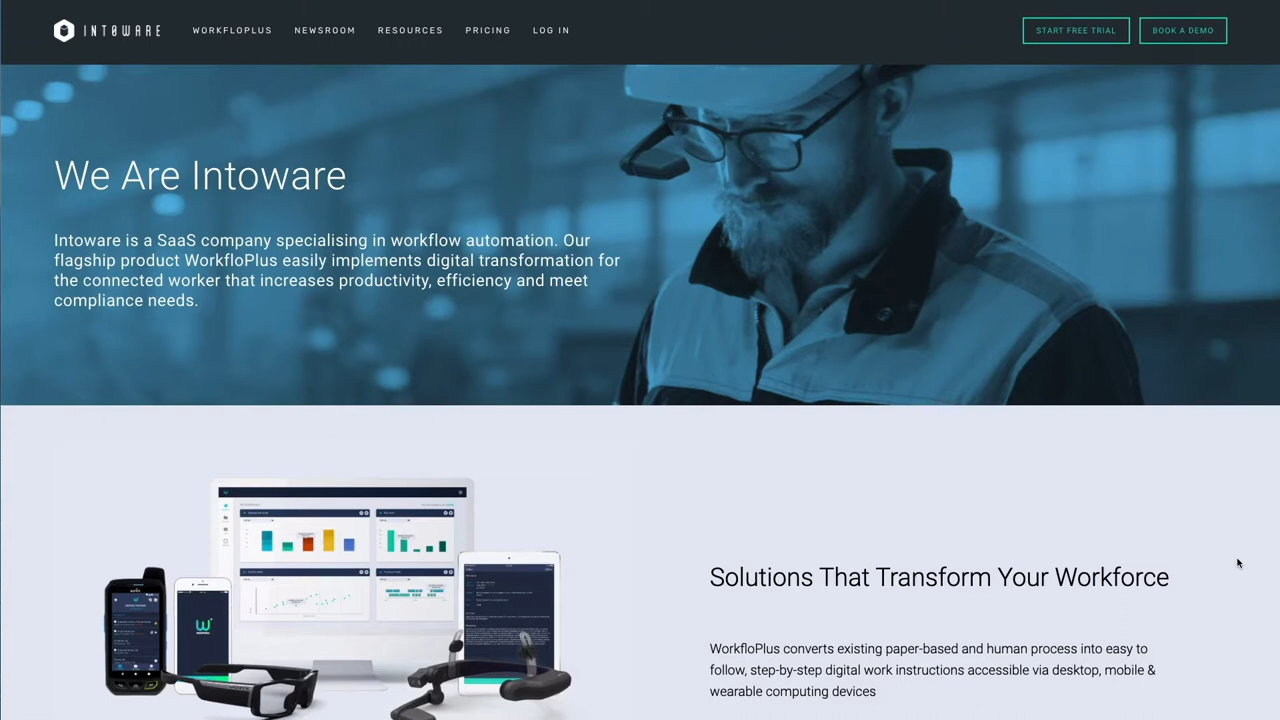 INTOWARE
WORKFLOPLUS
NEWSROOM
RESOURCES
PRICING
LOG IN
START FREE TRIAL
BOOK A DEMO
We Are Intoware
Intoware is a SaaS company specialising in workflow automation. Our
flagship product WorkfloPlus easily implements digital transformation for
the connected worker that increases productivity, efficiency and meet
compliance needs.
Solutions That Transform Your Workforce
WorkfloPlus converts existing paper-based and human process into easy to
follow, step-by-step digital work instructions accessible via desktop, mobile &
wearable computing devices